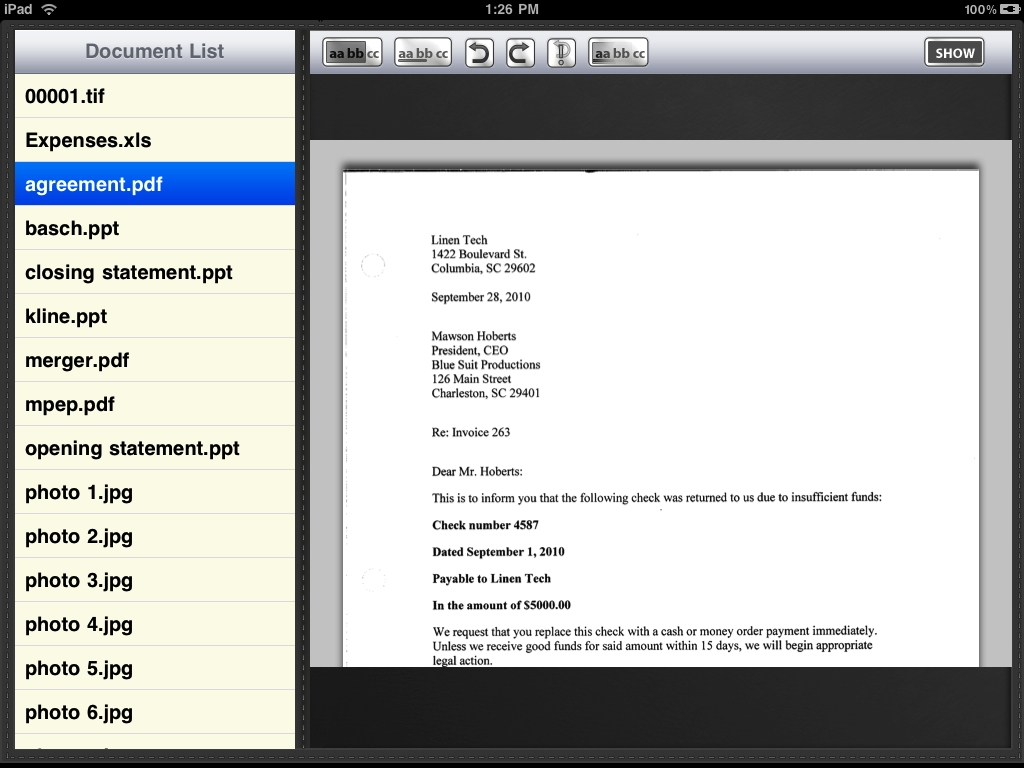 iPad
1:26 PM
100%
Document List
00001.tif
Expenses.xls
agreement.pdf
basch.ppt
closing statement.ppt
kline.ppt
merger.pdf
mpep.pdf
opening statement.ppt
photo 1.jpg
photo 2.jpg
photo 3.jpg
photo 4.jpg
photo 5.jpg
photo 6.jpg
aa bb cc
aa bb cc
aa bb cc
SHOW
Linen Tech
1422 Boulevard St.
Columbia, SC 29602
September 28, 2010
Mawson Hoberts
President, CEO
Blue Suit Productions
126 Main Street
Charleston, SC 29401
Re: Invoice 263
Dear Mr. Hoberts:
This is to inform you that the following check was returned to us due to insufficient funds:
Check number 4587
Dated September 1, 2010
Payable to Linen Tech
In the amount of $5000.00
We request that you replace this check with a cash or money order payment immediately.
Unless we receive good funds for said amount within 15 days, we will begin appropriate
legal action.